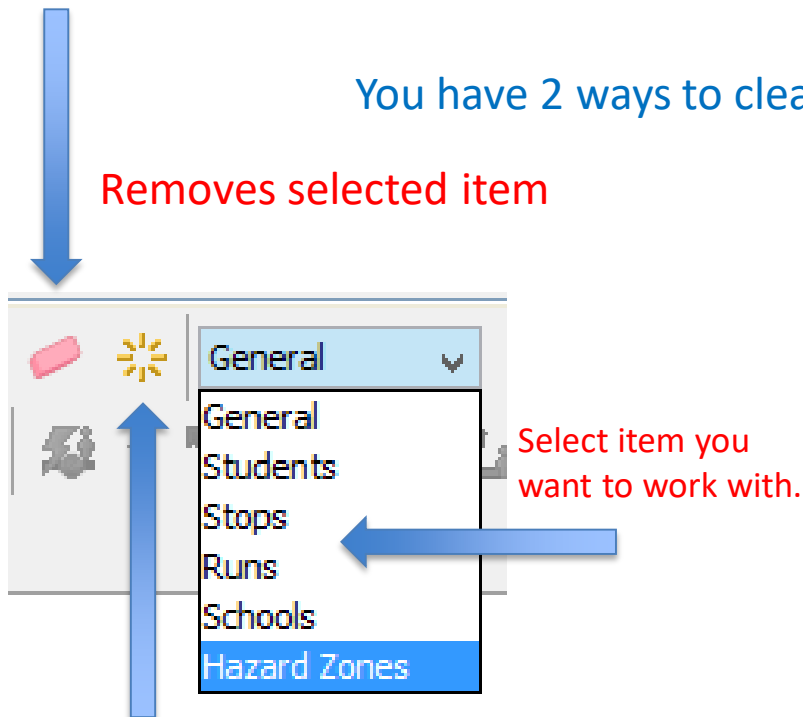 You have 2 ways to clea
Removes selected item
General
General
Students
Stops
Runs
Schools
Hazard Zones
Select item you
want to work with.